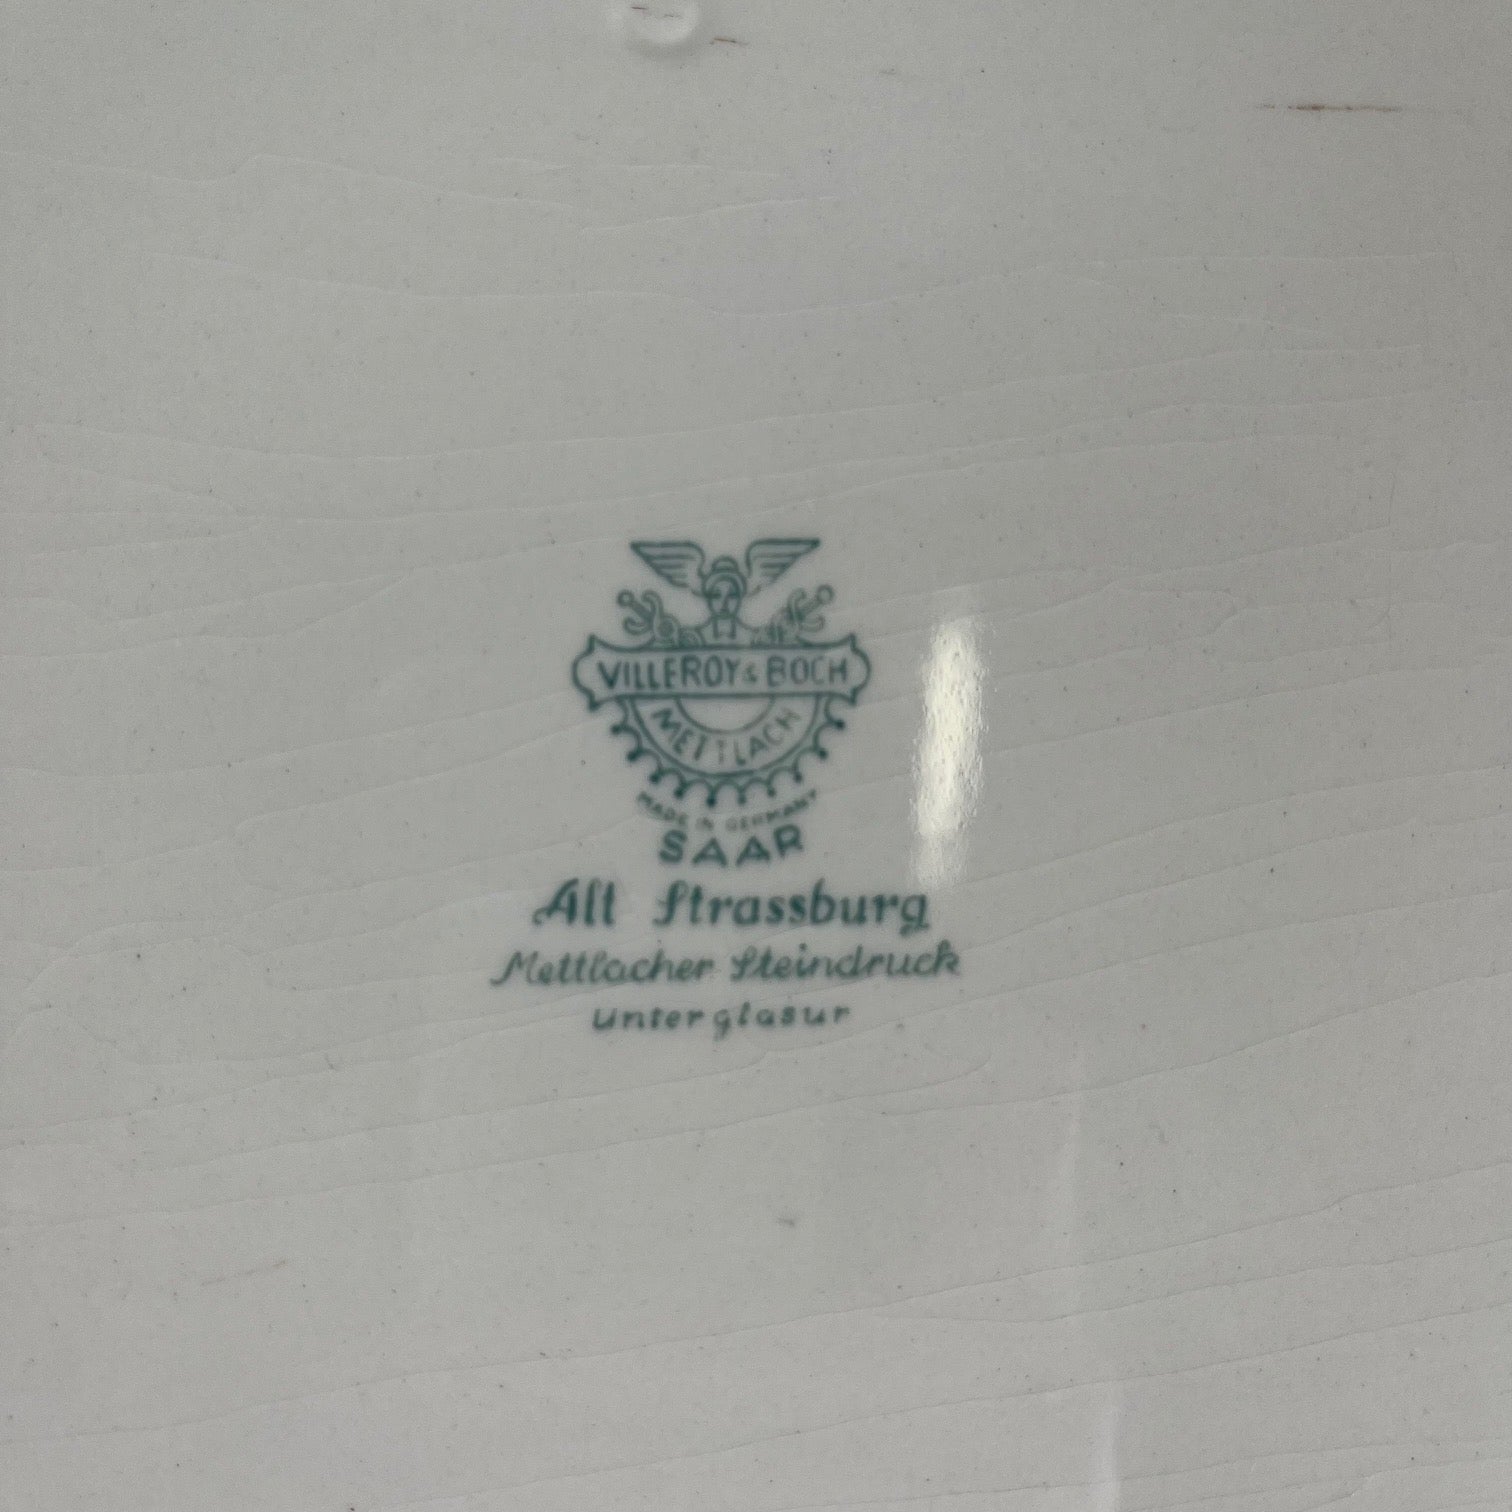 VILLEROY & BOCH
METTLACH
MADE IN GERMANY
SAAR
Alt Strassburg
Mettlacher Steindruck
unterglasur